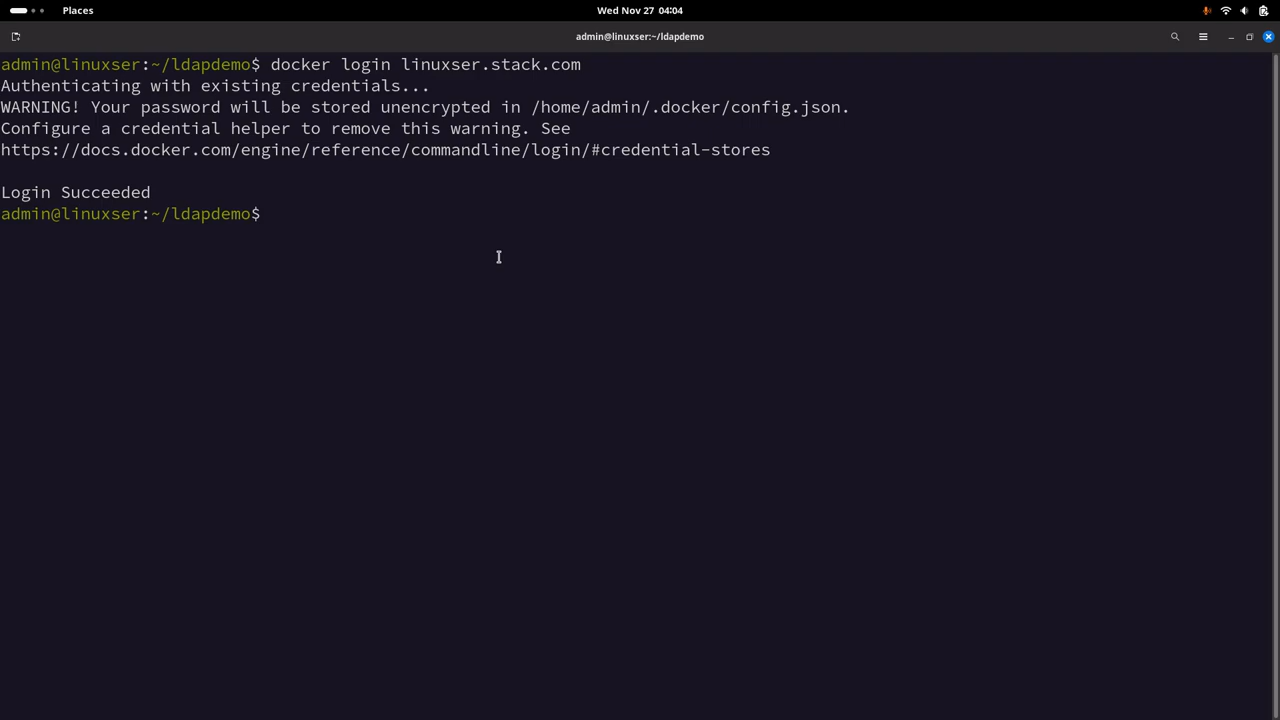 Places
Wed Nov 27 04:04
admin@linuxser:~/ldapdemo
admin@linuxser:~/ldapdemo$ docker login linuxser.stack.com
Authenticating with existing credentials...
WARNING! Your password will be stored unencrypted in /home/admin/.docker/config.json.
Configure a credential helper to remove this warning. See
https://docs.docker.com/engine/reference/commandline/login/#credential-stores
Login Succeeded
admin@linuxser:~/ldapdemo$